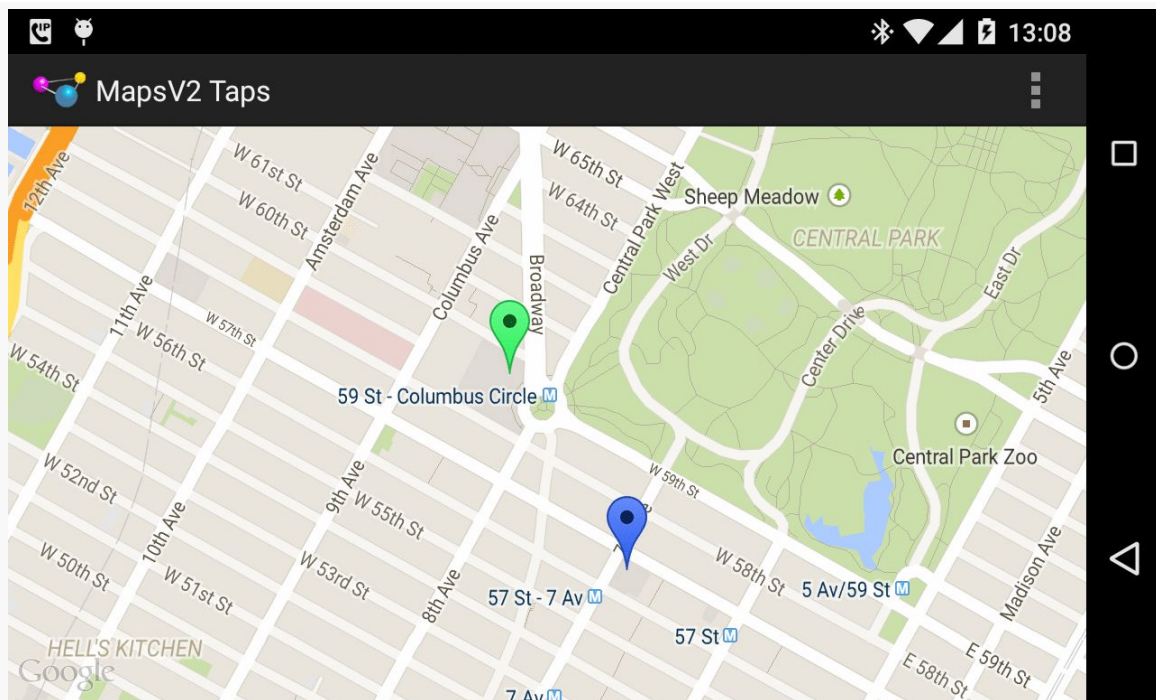 13:08
MapsV2 Taps
12th Ave
W 61st St
Amsterdam Ave
W 65th St
W 60th St
W 64th St
Central Park West
Sheep Meadow
CENTRAL PARK
West Dr
East Dr
Columbus Ave
Broadway
11th Ave
W 57th St
W 56th St
W 54th St
Center Drive
5th Ave
59 St - Columbus Circle M
Central Park Zoo
W 52nd St
9th Ave
W 55th St
W 59th St
10th Ave
W 50th St
W 51st St
W 53rd St
8th Ave
W 58th St
57 St - 7 Av M
5 Av/59 St M
Madison Ave
57 St M
HELL'S KITCHEN
Google
E 59th St
E 58th St
7 Av M